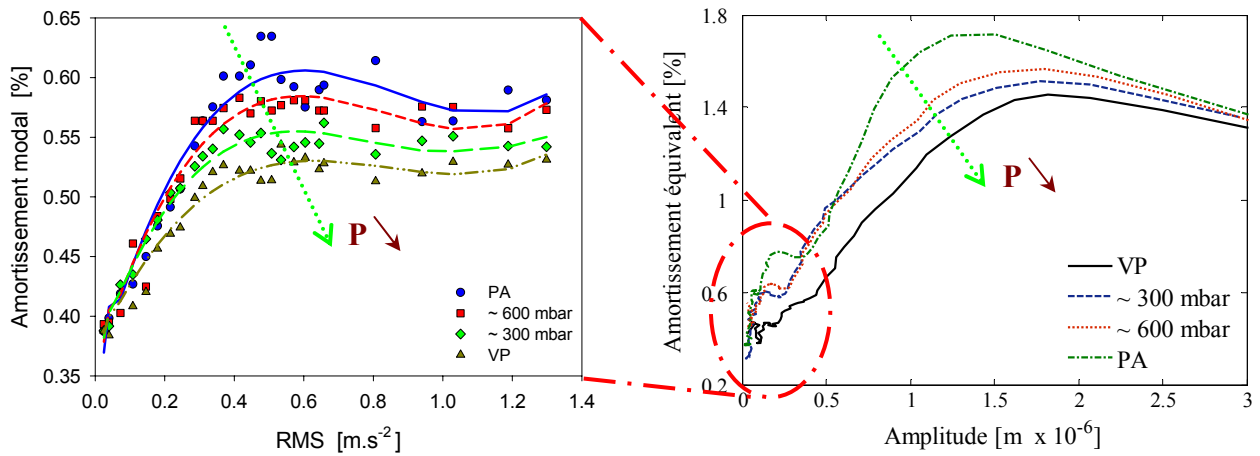 Amortissement modal [%]
0.65
0.60
0.55
0.50
0.45
0.40
0.35
0.0 0.2 0.4 0.6 0.8 1.0 1.2 1.4
RMS [m.s-2]
P
PA
~ 600 mbar
~ 300 mbar
VP
Amortissement équivalent [%]
1.8
1.4
1
0.6
0.2
0 0.5 1 1.5 2 2.5 3
Amplitude [m x 10-6]
P
VP
~ 300 mbar
~ 600 mbar
PA